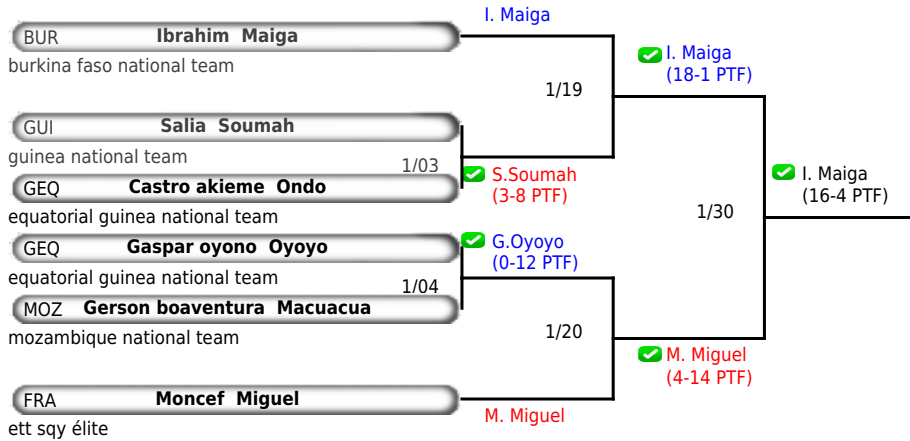 I. Maiga
BUR Ibrahim Maiga
burkina faso national team
I. Maiga
(18-1 PTF)
1/19
GUI Salia Soumah
guinea national team
1/03
S.Soumah
(3-8 PTF)
GEQ Castro akieme Ondo
equatorial guinea national team
I. Maiga
(16-4 PTF)
1/30
GEQ Gaspar oyono Oyoyo
equatorial guinea national team
G.Oyoyo
(0-12 PTF)
1/04
MOZ Gerson boaventura Macuacua
mozambique national team
1/20
M. Miguel
(4-14 PTF)
FRA Moncef Miguel
ett sqy élite
M. Miguel